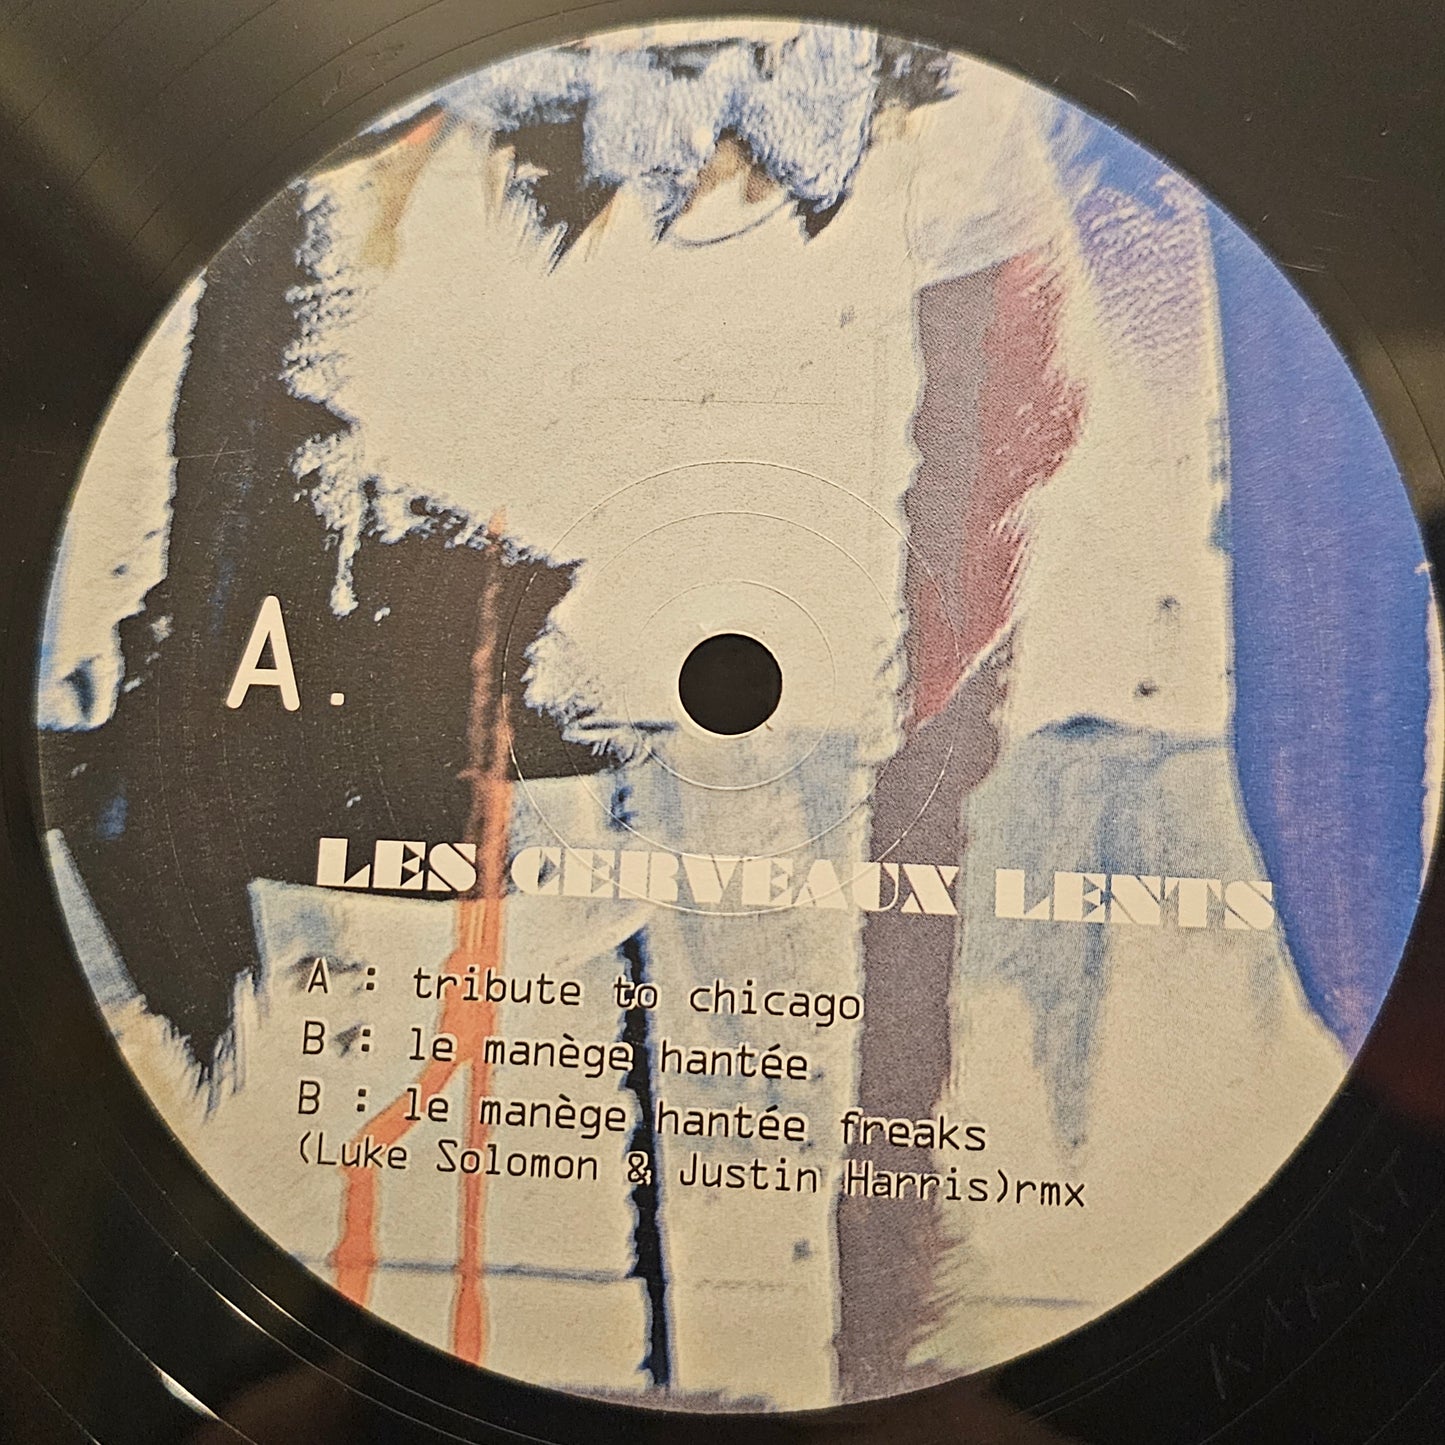 A.
LES CERVEAUX LENTS
A : tribute to chicago
B : le manège hantée
B : le manège hantée freaks
(Luke Solomon & Justin Harris)rmx